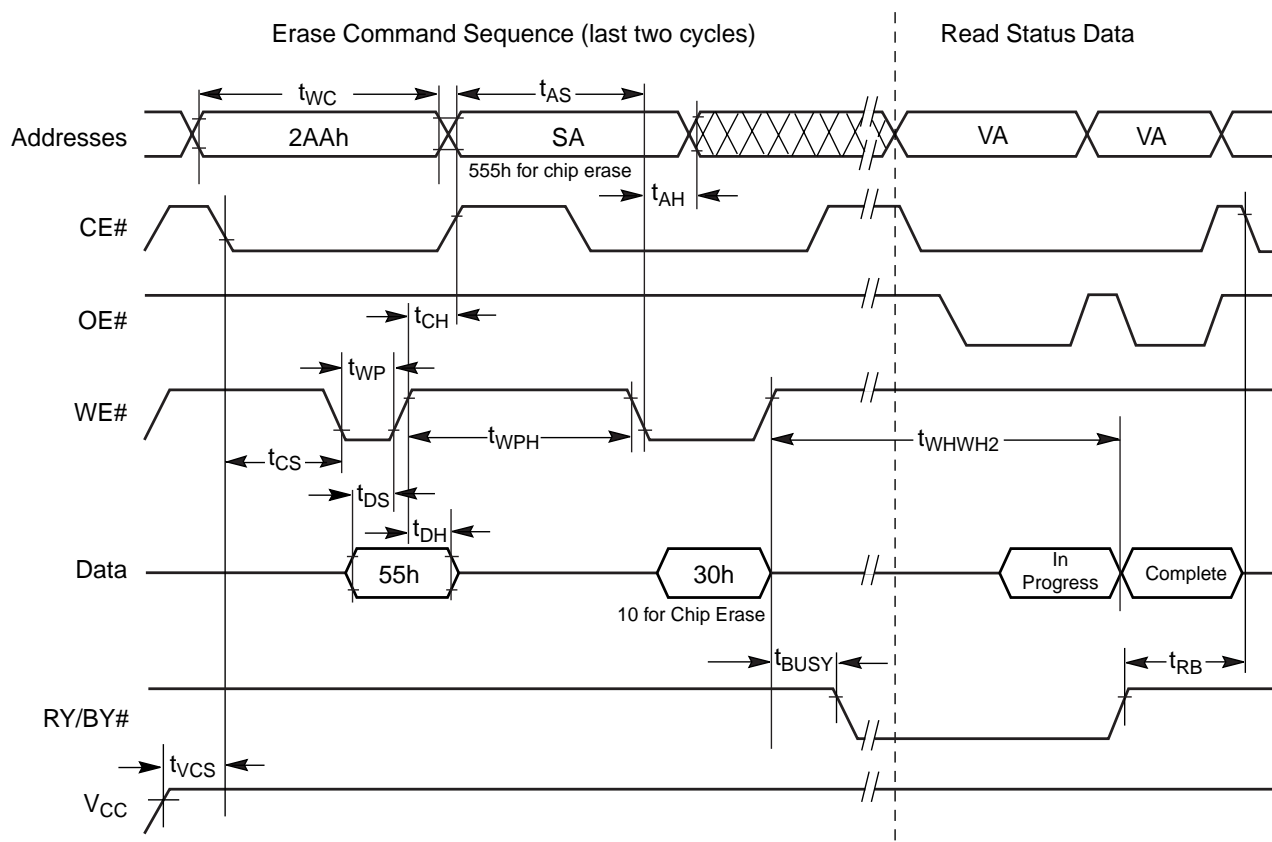 Erase Command Sequence (last two cycles)
Read Status Data
tWC
tAS
Addresses
2AAh
SA
VA
VA
555h for chip erase
tAH
CE#
OE#
tCH
tWP
WE#
tWPH
tWHWH2
tCS
tDS
tDH
Data
55h
30h
In
Progress
Complete
10 for Chip Erase
tBUSY
tRB
RY/BY#
tVCS
VCC